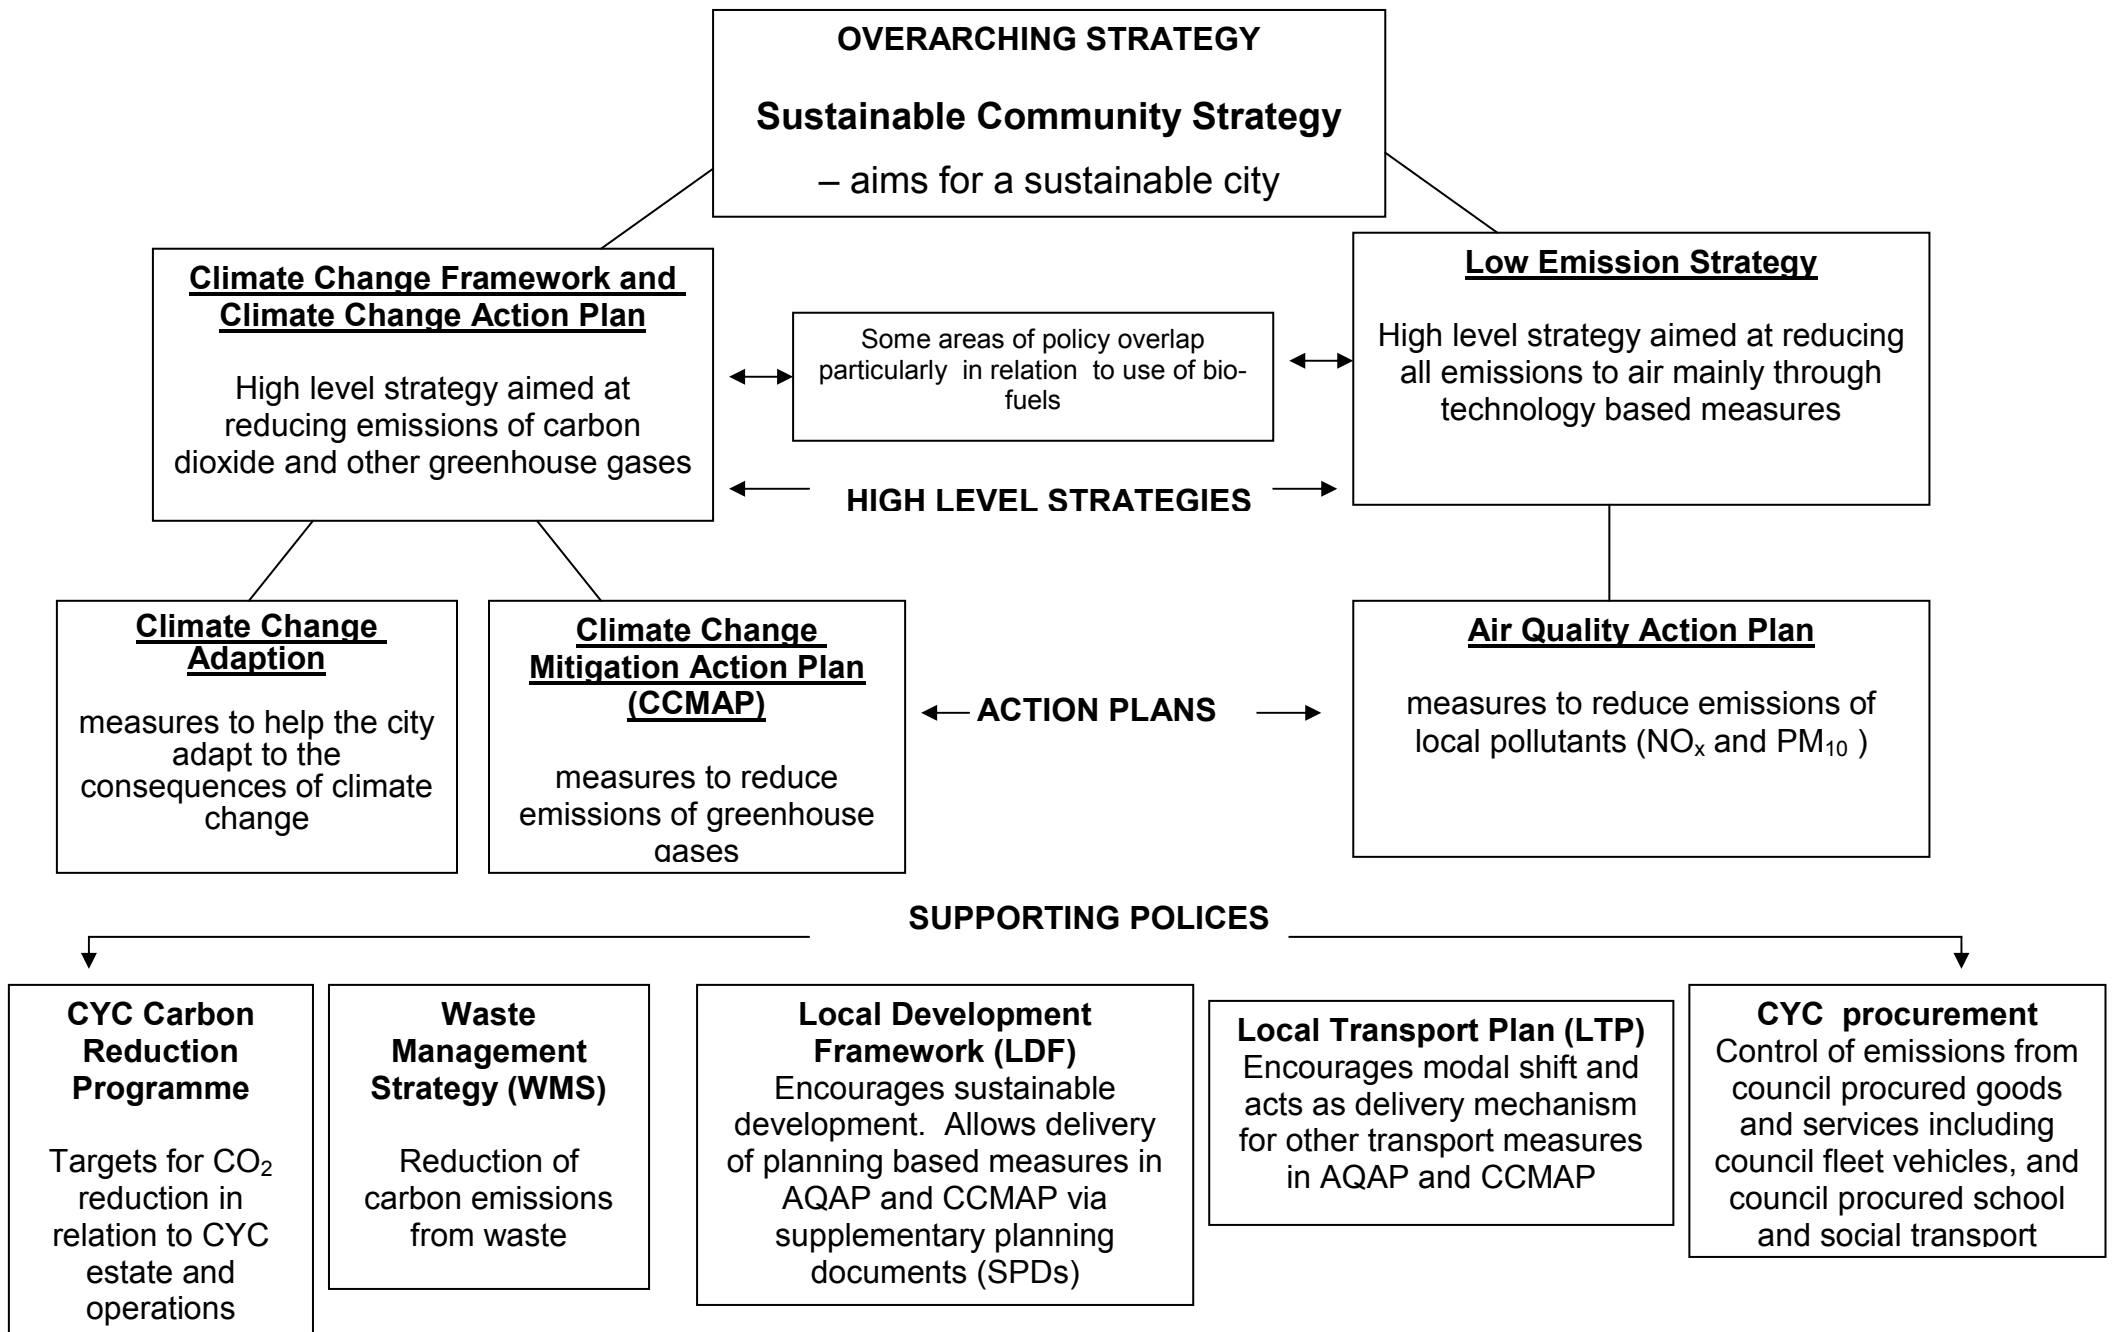 OVERARCHING STRATEGY
Sustainable Community Strategy
– aims for a sustainable city
Climate Change Framework and
Climate Change Action Plan
High level strategy aimed at
reducing emissions of carbon
dioxide and other greenhouse gases
Some areas of policy overlap
particularly in relation to use of bio-
fuels
Low Emission Strategy
High level strategy aimed at reducing
all emissions to air mainly through
technology based measures
HIGH LEVEL STRATEGIES
Climate Change
Adaption
measures to help the city
adapt to the
consequences of climate
change
Climate Change
Mitigation Action Plan
(CCMAP)
measures to reduce
emissions of greenhouse
gases
ACTION PLANS
Air Quality Action Plan
measures to reduce emissions of
local pollutants (NOx and PM10 )
SUPPORTING POLICES
CYC Carbon
Reduction
Programme
Targets for CO2
reduction in
relation to CYC
estate and
operations
Waste
Management
Strategy (WMS)
Reduction of
carbon emissions
from waste
Local Development
Framework (LDF)
Encourages sustainable
development. Allows delivery
of planning based measures in
AQAP and CCMAP via
supplementary planning
documents (SPDs)
Local Transport Plan (LTP)
Encourages modal shift and
acts as delivery mechanism
for other transport measures
in AQAP and CCMAP
CYC procurement
Control of emissions from
council procured goods
and services including
council fleet vehicles, and
council procured school
and social transport